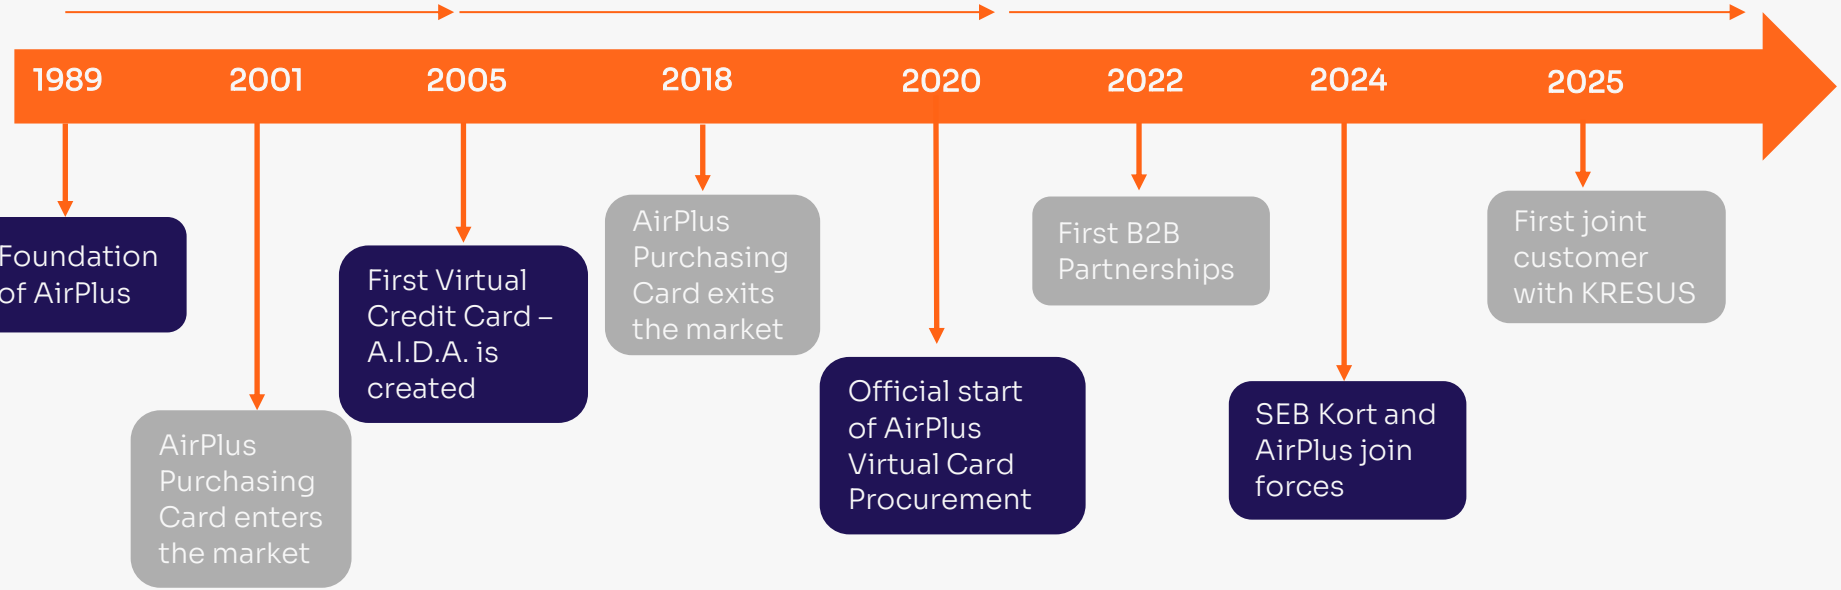 1989
2001
2005
2018
2020
2022
2024
2025
Foundation
of AirPlus
AirPlus
Purchasing
Card enters
the market
First Virtual
Credit Card –
A.I.D.A. is
created
AirPlus
Purchasing
Card exits
the market
Official start
of AirPlus
Virtual Card
Procurement
First B2B
Partnerships
SEB Kort and
AirPlus join
forces
First joint
customer
with KRESUS